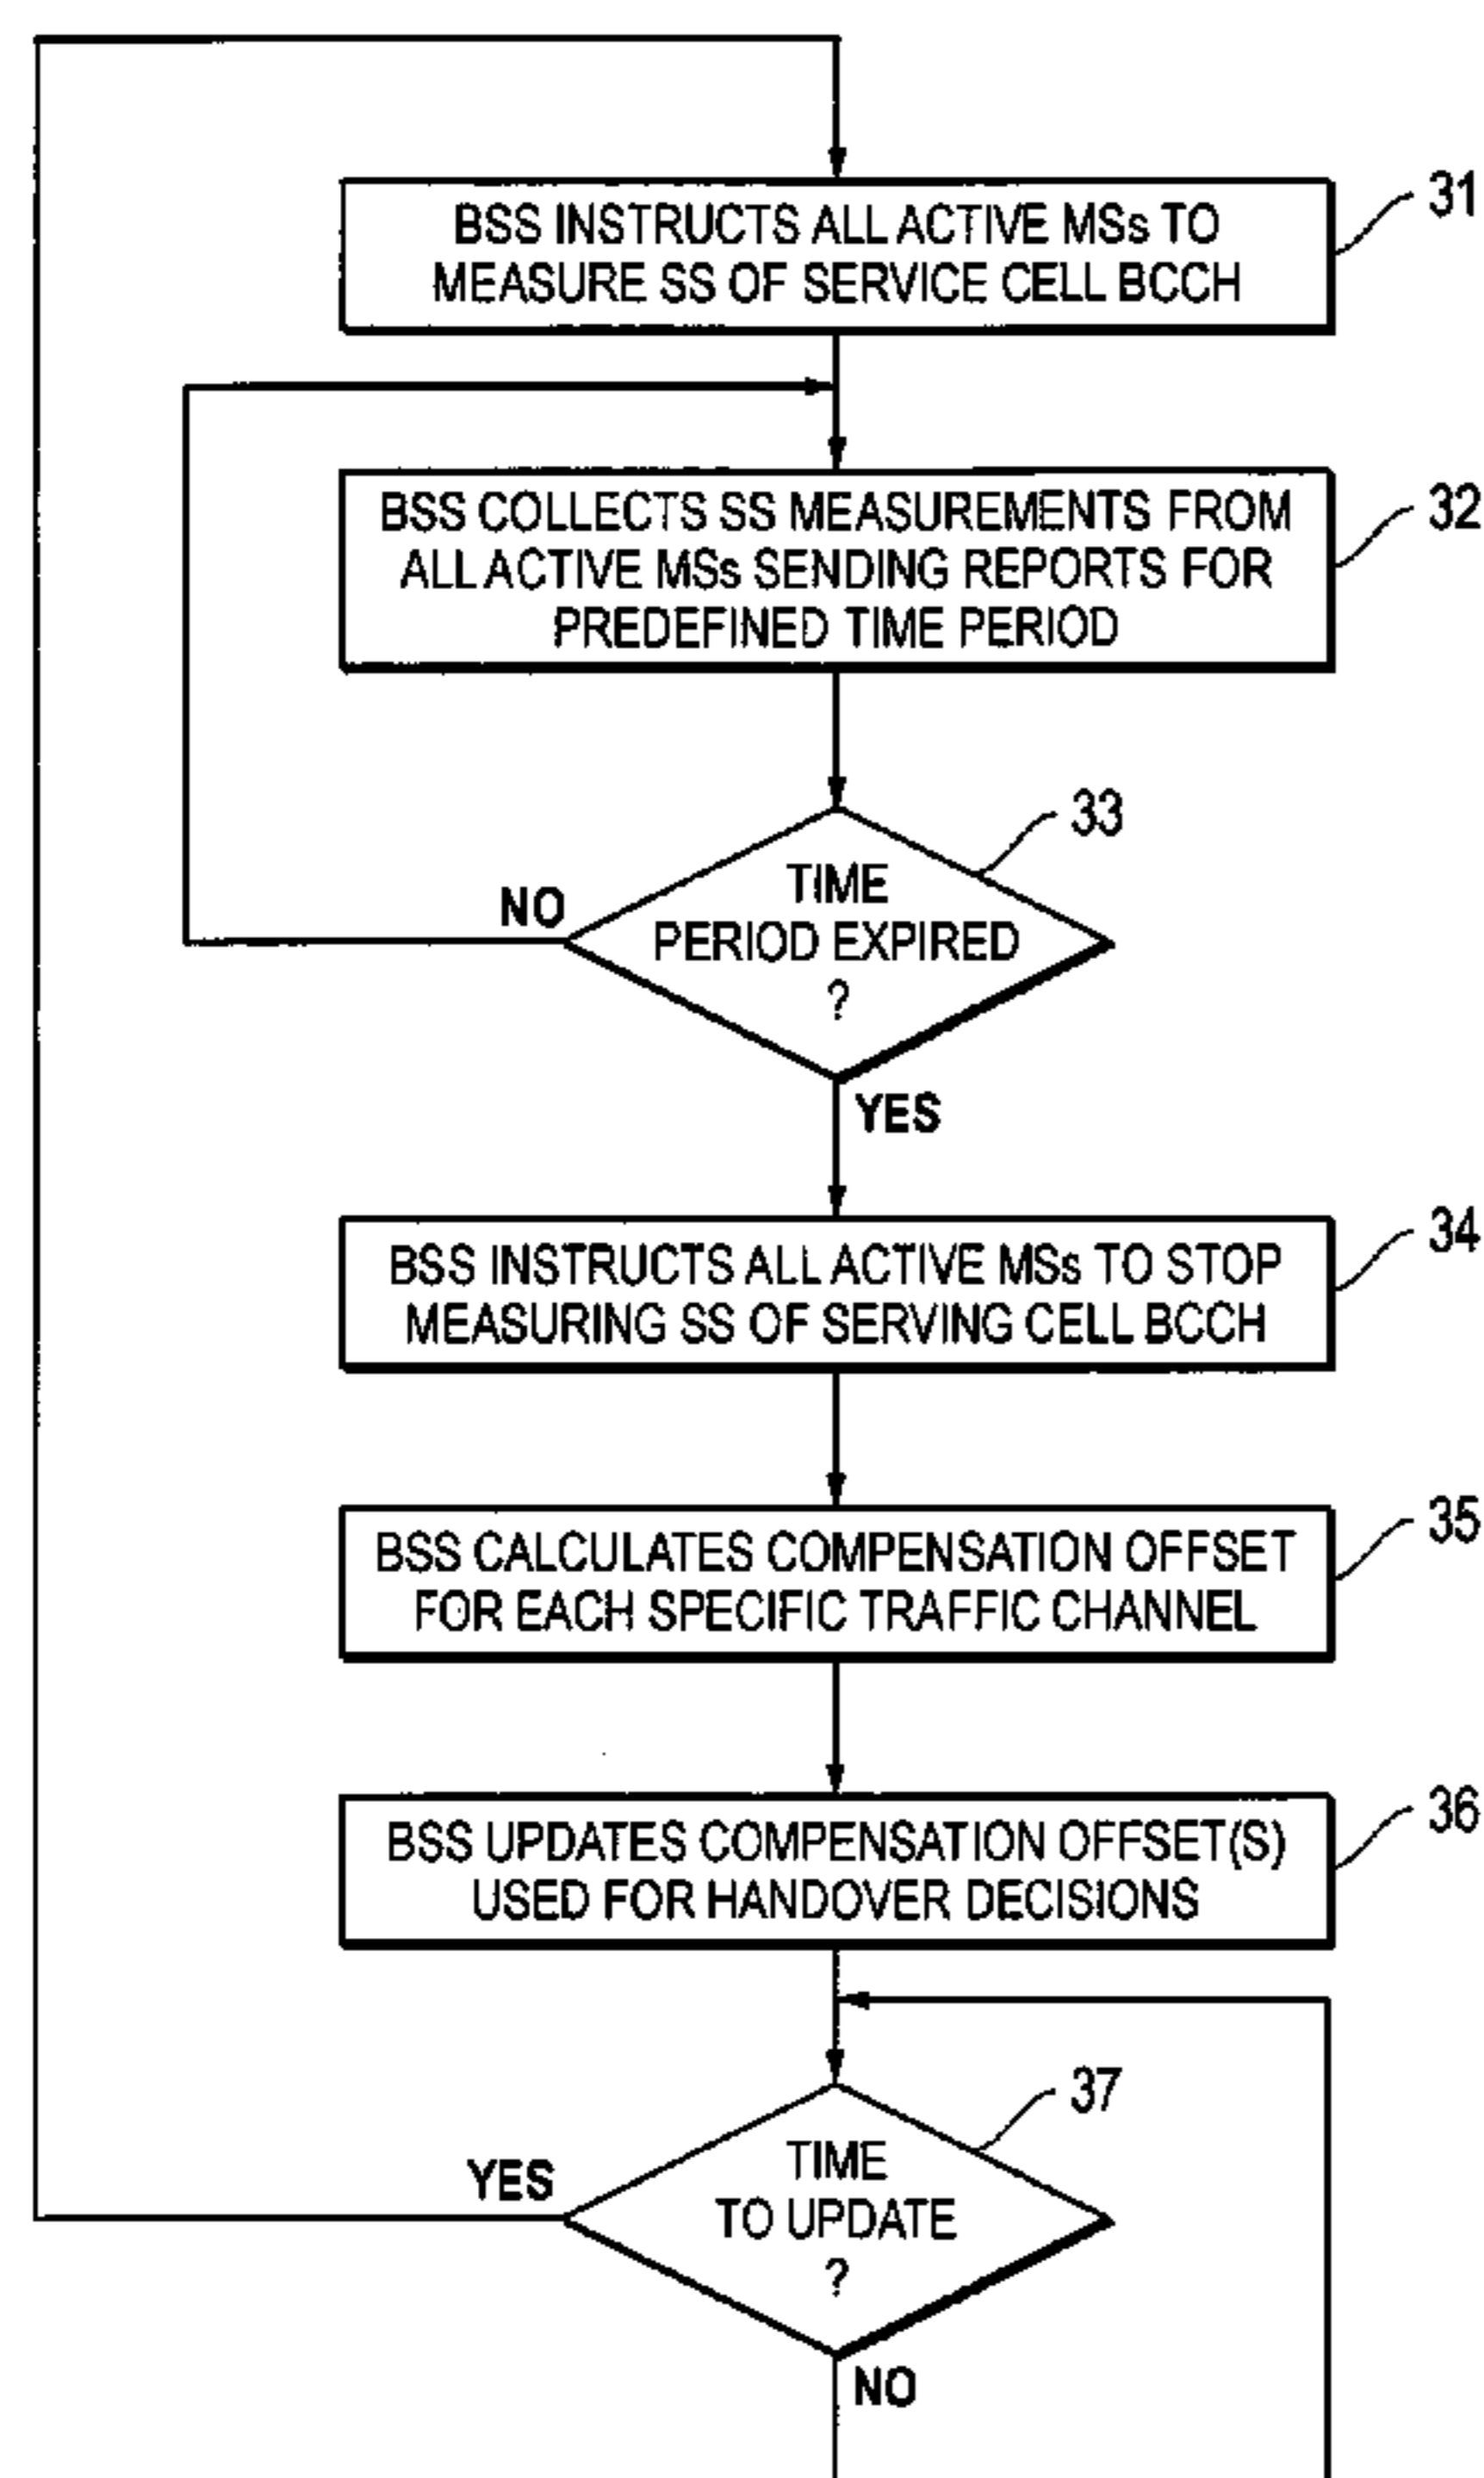 31
BSS INSTRUCTS ALL ACTIVE MSs TO
MEASURE SS OF SERVICE CELL BCCH
32
BSS COLLECTS SS MEASUREMENTS FROM
ALL ACTIVE MSs SENDING REPORTS FOR
PREDEFINED TIME PERIOD
33
TIME
PERIOD EXPIRED
?
NO
YES
34
BSS INSTRUCTS ALL ACTIVE MSs TO STOP
MEASURING SS OF SERVING CELL BCCH
35
BSS CALCULATES COMPENSATION OFFSET
FOR EACH SPECIFIC TRAFFIC CHANNEL
36
BSS UPDATES COMPENSATION OFFSET(S)
USED FOR HANDOVER DECISIONS
37
TIME
TO UPDATE
?
YES
NO